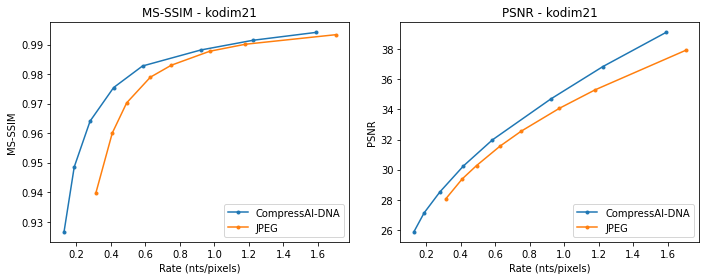 MS-SSIM - kodim21
MS-SSIM
0.99
0.98
0.97
0.96
0.95
0.94
0.93
0.2 0.4 0.6 0.8 1.0 1.2 1.4 1.6
Rate (nts/pixels)
CompressAI-DNA
JPEG
PSNR - kodim21
PSNR
38
36
34
32
30
28
26
0.2 0.4 0.6 0.8 1.0 1.2 1.4 1.6
Rate (nts/pixels)
CompressAI-DNA
JPEG